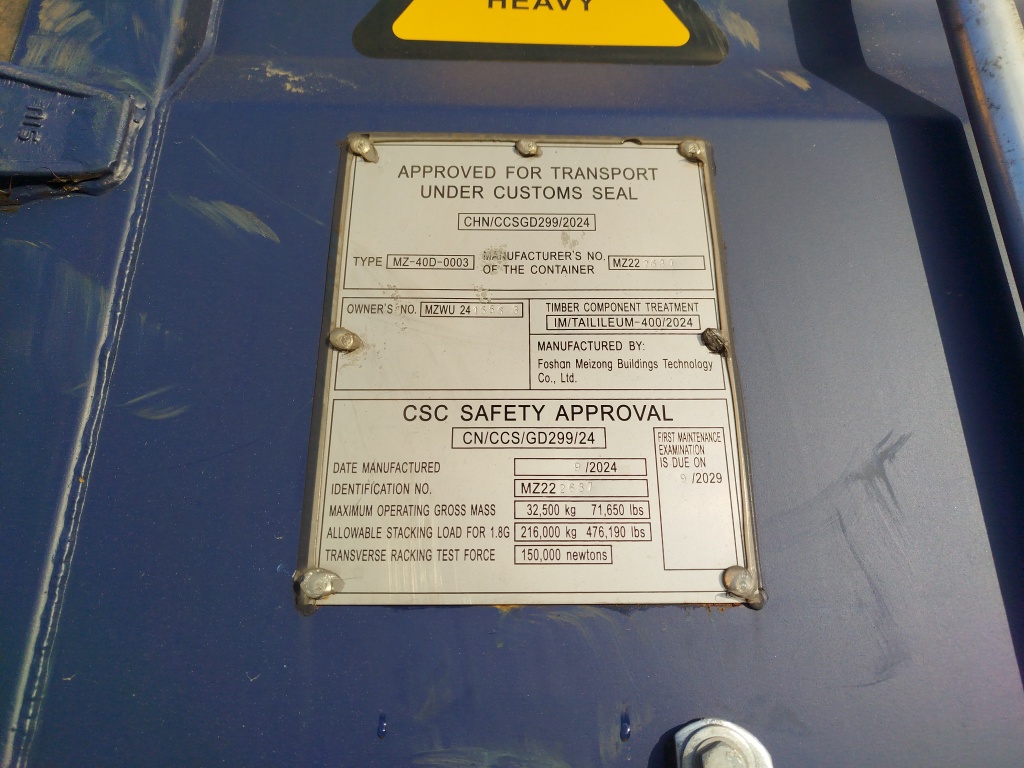 HEAVY
APPROVED FOR TRANSPORT
UNDER CUSTOMS SEAL
CHN/CCSGD299/2024
TYPE MZ-40D-0003 MANUFACTURER'S NO. OF THE CONTAINER
OWNER'S NO. MZWU
TIMBER COMPONENT TREATMENT
IM/TAILILEUM-400/2024
MANUFACTURED BY:
Foshan Meizong Buildings Technology
Co., Ltd.
CSC SAFETY APPROVAL
CN/CCS/GD299/24
DATE MANUFACTURED 9/2024
IDENTIFICATION NO.
MAXIMUM OPERATING GROSS MASS 32,500 kg 71,650 lbs
ALLOWABLE STACKING LOAD FOR 1.8G 216,000 kg 476,190 lbs
TRANSVERSE RACKING TEST FORCE 150,000 newtons
FIRST MAINTENANCE
EXAMINATION
IS DUE ON
9/2029